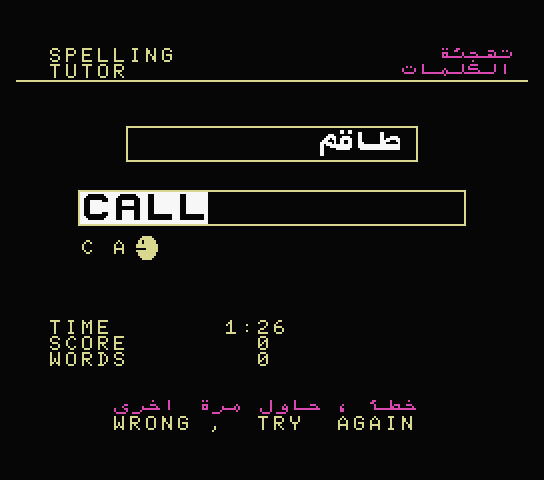 SPELLING تهجئة
TUTOR الكلمات
طاقم
CALL
C A
TIME 1:26
SCORE 0
WORDS 0
خطأ ، حاول مرة اخرى
WRONG , TRY AGAIN